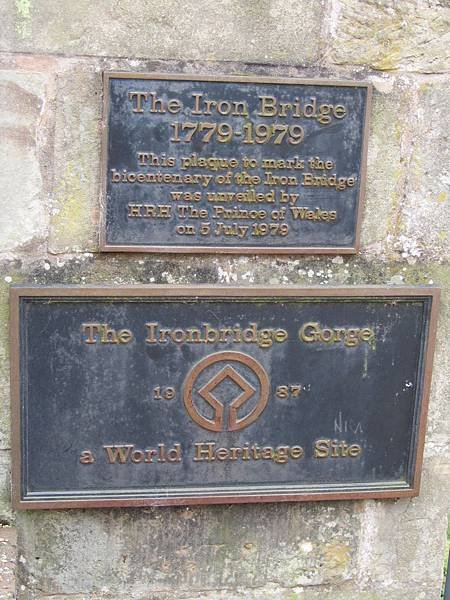 The Iron Bridge
1779-1979
This plaque to mark the
bicentenary of the Iron Bridge
was unveiled by
HRH The Prince of Wales
on 5 July 1979
The Ironbridge Gorge
19 87
a World Heritage Site